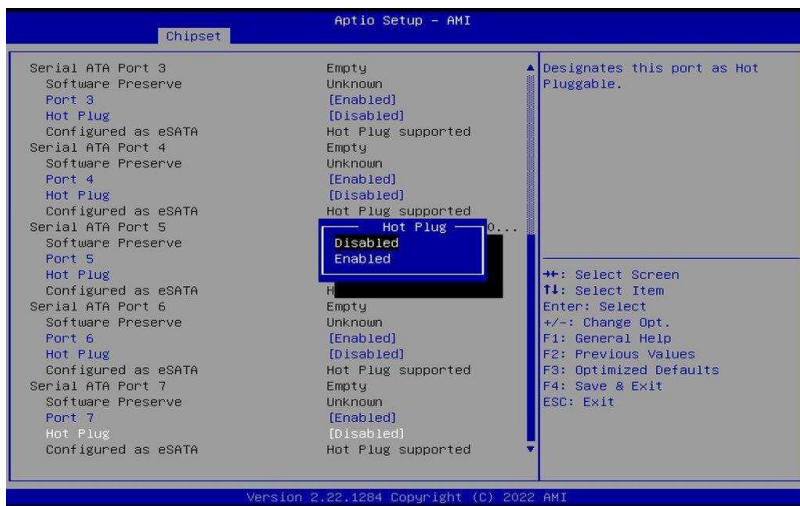 Aptio Setup – AMI
Chipset
Serial ATA Port 3 Empty
Software Preserve Unknown
Port 3 [Enabled]
Hot Plug [Disabled]
Configured as eSATA Hot Plug supported
Serial ATA Port 4 Empty
Software Preserve Unknown
Port 4 [Enabled]
Hot Plug [Disabled]
Configured as eSATA Hot Plug supported
Serial ATA Port 5 O...
Software Preserve
Port 5
Hot Plug
Configured as eSATA H
Serial ATA Port 6 Empty
Software Preserve Unknown
Port 6 [Enabled]
Hot Plug [Disabled]
Configured as eSATA Hot Plug supported
Serial ATA Port 7 Empty
Software Preserve Unknown
Port 7 [Enabled]
Hot Plug [Disabled]
Configured as eSATA Hot Plug supported
Hot Plug
Disabled
Enabled
Designates this port as Hot
Pluggable.
→←: Select Screen
↑↓: Select Item
Enter: Select
+/-: Change Opt.
F1: General Help
F2: Previous Values
F3: Optimized Defaults
F4: Save & Exit
ESC: Exit
Version 2.22.1284 Copyright (C) 2022 AMI